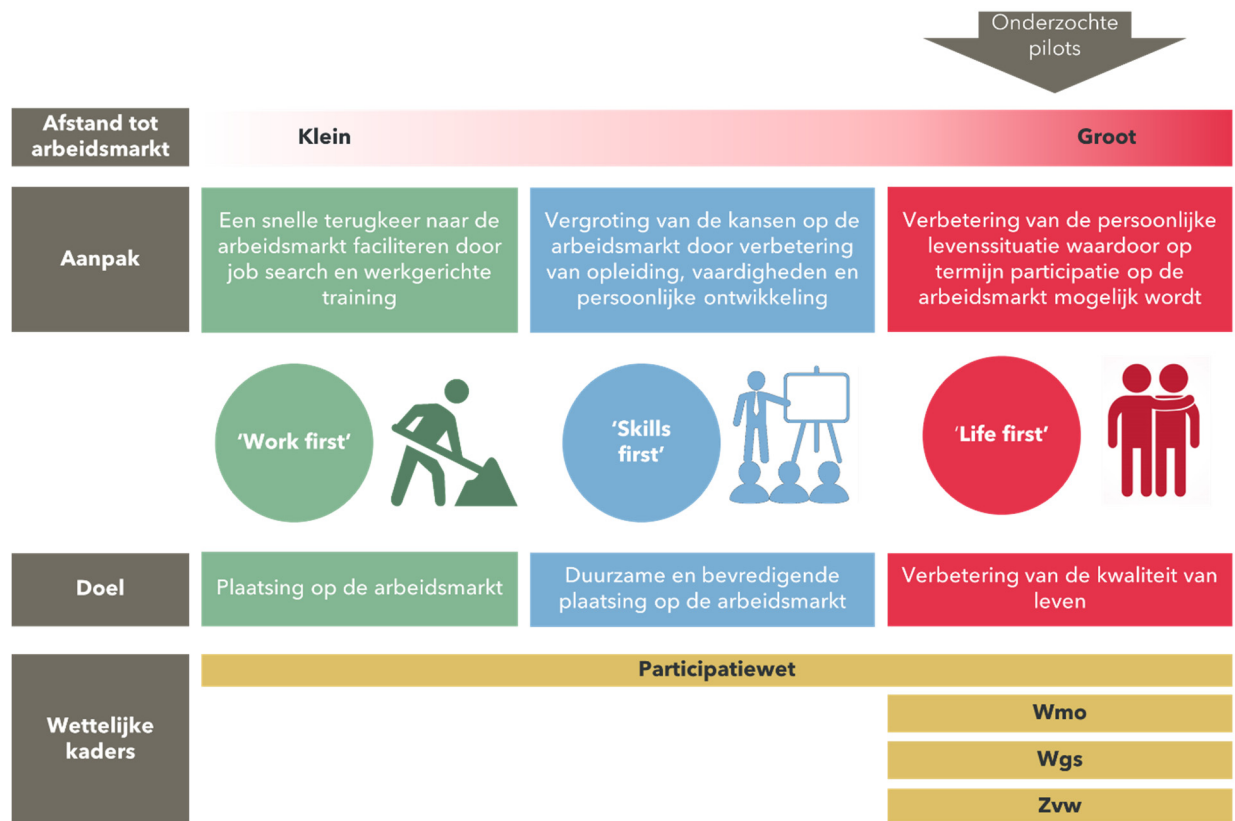 Onderzochte
pilots
Afstand tot
arbeidsmarkt
Klein
Groot
Aanpak
Een snelle terugkeer naar de
arbeidsmarkt faciliteren door
job search en werkgerichte
training
Vergroting van de kansen op de
arbeidsmarkt door verbetering
van opleiding, vaardigheden en
persoonlijke ontwikkeling
Verbetering van de persoonlijke
levenssituatie waardoor op
termijn participatie op de
arbeidsmarkt mogelijk wordt
‘Work first’
‘Skills
first’
‘Life first’
Doel
Plaatsing op de arbeidsmarkt
Duurzame en bevredigende
plaatsing op de arbeidsmarkt
Verbetering van de kwaliteit van
leven
Wettelijke
kaders
Participatiewet
Wmo
Wgs
Zvw